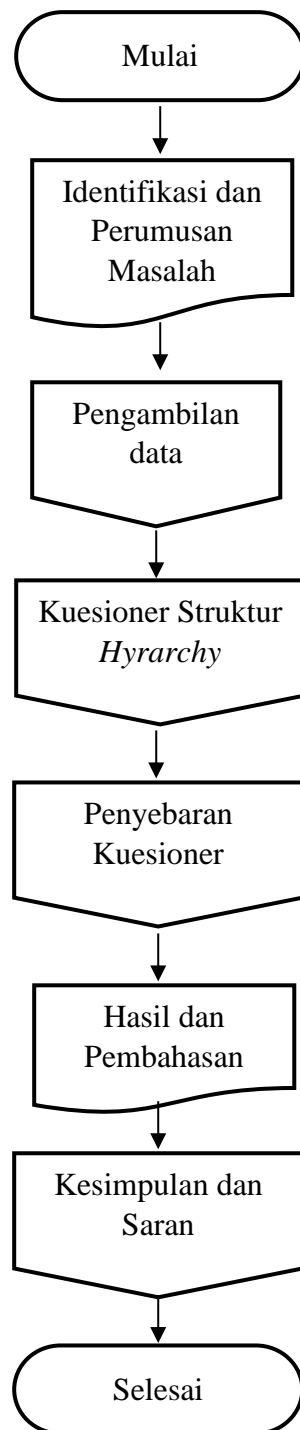 Mulai
Identifikasi dan
Perumusan
Masalah
Pengambilan
data
Kuesioner Struktur
Hyrarchy
Penyebaran
Kuesioner
Hasil dan
Pembahasan
Kesimpulan dan
Saran
Selesai